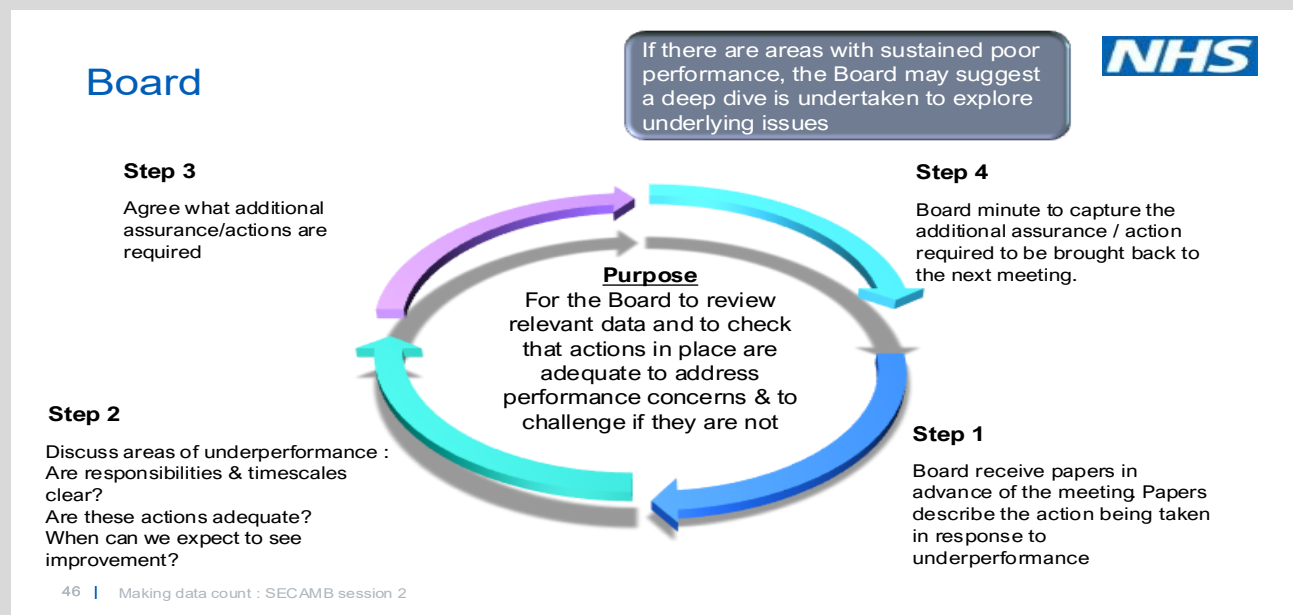 Board
If there are areas with sustained poor
performance, the Board may suggest
a deep dive is undertaken to explore
underlying issues
NHS
Step 3
Agree what additional
assurance/actions are
required
Step 4
Board minute to capture the
additional assurance / action
required to be brought back to
the next meeting.
Purpose
For the Board to review
relevant data and to check
that actions in place are
adequate to address
performance concerns & to
challenge if they are not
Step 2
Discuss areas of underperformance :
Are responsibilities & timescales
clear?
Are these actions adequate?
When can we expect to see
improvement?
Step 1
Board receive papers in
advance of the meeting. Papers
describe the action being taken
in response to
underperformance
46 | Making data count : SECAMB session 2